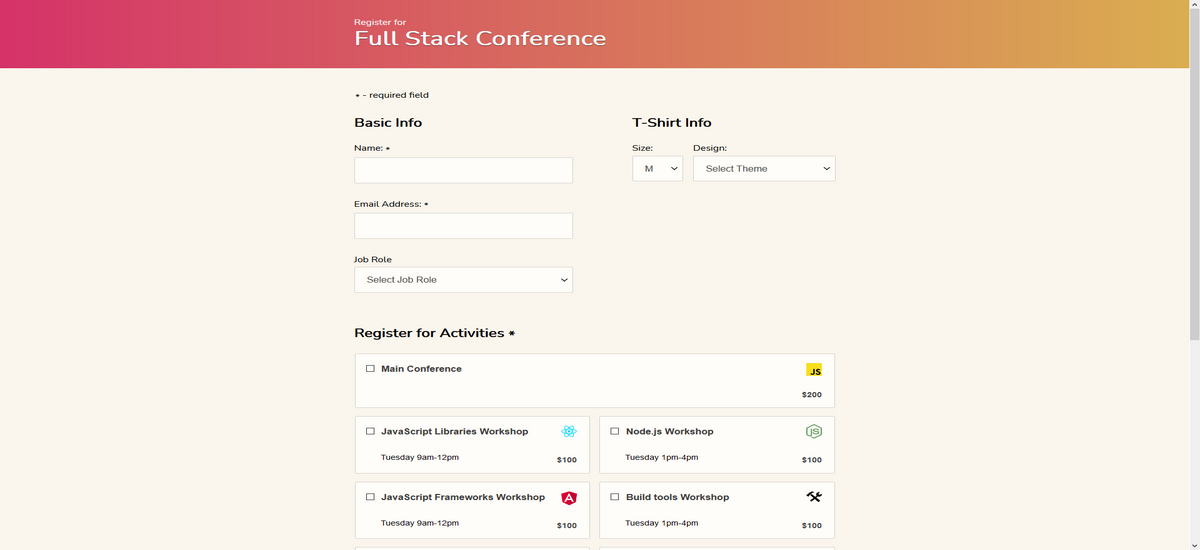 Register for
Full Stack Conference
* - required field
Basic Info
Name: *
Email Address: *
Job Role
Select Job Role
T-Shirt Info
Size:
Design:
M
Select Theme
Register for Activities *
Main Conference
JS
$200
JavaScript Libraries Workshop
Tuesday 9am-12pm
$100
Node.js Workshop
JS
Tuesday 1pm-4pm
$100
JavaScript Frameworks Workshop
A
Tuesday 9am-12pm
$100
Build tools Workshop
Tuesday 1pm-4pm
$100